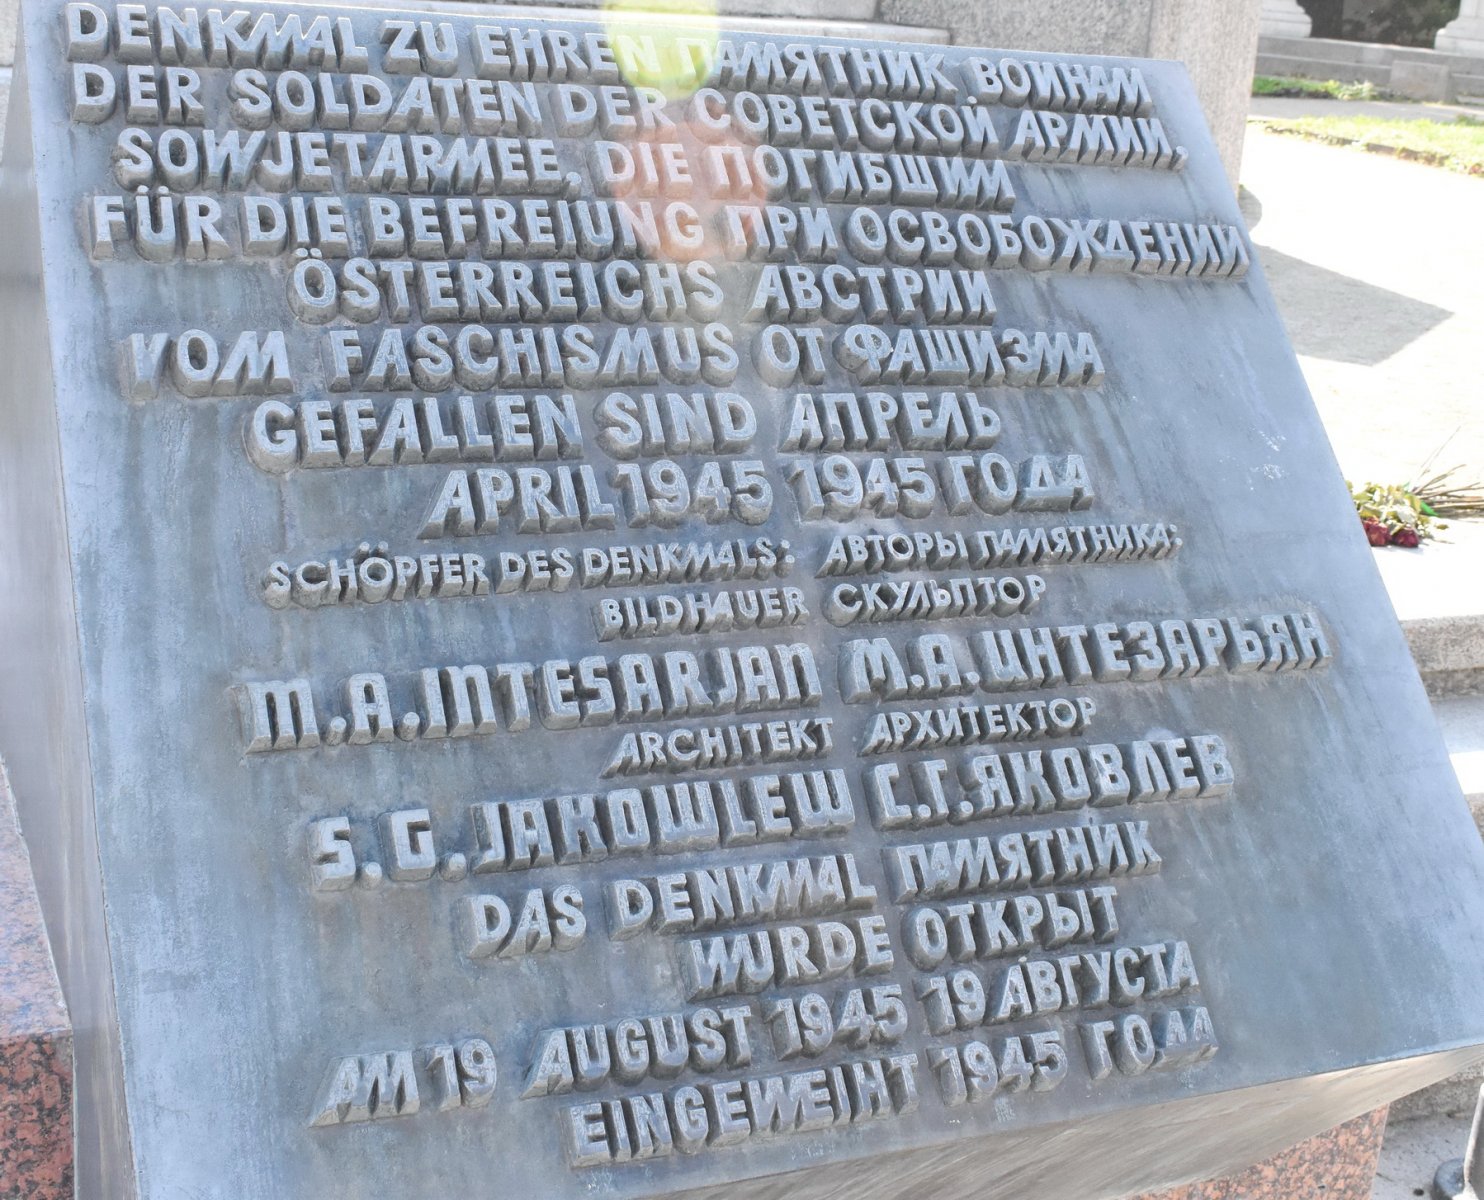 DENKMAL ZU EHREN ПАМЯТНИК ВОИНАМ
DER SOLDATEN DER СОВЕТСКОЙ АРМИИ,
SOWJETARMEE, DIE ПОГИБШИМ
FÜR DIE BEFREIUNG ПРИ ОСВОБОЖДЕНИИ
ÖSTERREICHS АВСТРИИ
VOM FASCHISMUS ОТ ФАШИЗМА
GEFALLEN SIND АПРЕЛЬ
APRIL 1945 1945 ГОДА
SCHÖPFER DES DENKMALS: АВТОРЫ ПАМЯТНИКА:
BILDHAUER СКУЛЬПТОР
M.A. INTESARJAN М.А. ИНТЕЗАРЬЯН
ARCHITEKT АРХИТЕКТОР
S.G. JAKOWLEW С.Г. ЯКОВЛЕВ
DAS DENKMAL ПАМЯТНИК
WURDE ОТКРЫТ
AM 19 AUGUST 1945 19 АВГУСТА
EINGEWEIHT 1945 ГОДА